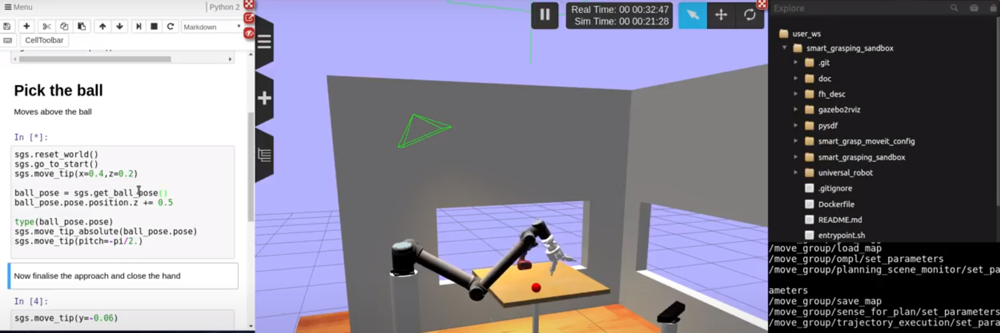 Menu
Python 2
Markdown
CellToolbar
Pick the ball
Moves above the ball
In [*]:
sgs.reset_world()
sgs.go_to_start()
sgs.move_tip(x=0.4,z=0.2)
ball_pose = sgs.get_ball_pose()
ball_pose.pose.position.z += 0.5
type(ball_pose.pose)
sgs.move_tip_absolute(ball_pose.pose)
sgs.move_tip(pitch=-pi/2.)
Now finalise the approach and close the hand
In [4]:
sgs.move_tip(y=-0.06)
Real Time: 00 00:32:47
Sim Time: 00 00:21:28
Explore
user_ws
smart_grasping_sandbox
.git
doc
fh_desc
gazebo2rviz
pysdf
smart_grasp_moveit_config
smart_grasping_sandbox
universal_robot
.gitignore
Dockerfile
README.md
entrypoint.sh
/move_group/load_map
/move_group/ompl/set_parameters
/move_group/planning_scene_monitor/set_pa
ameters
/move_group/save_map
/move_group/sense_for_plan/set_parameters
/move_group/trajectory_execution/set_para